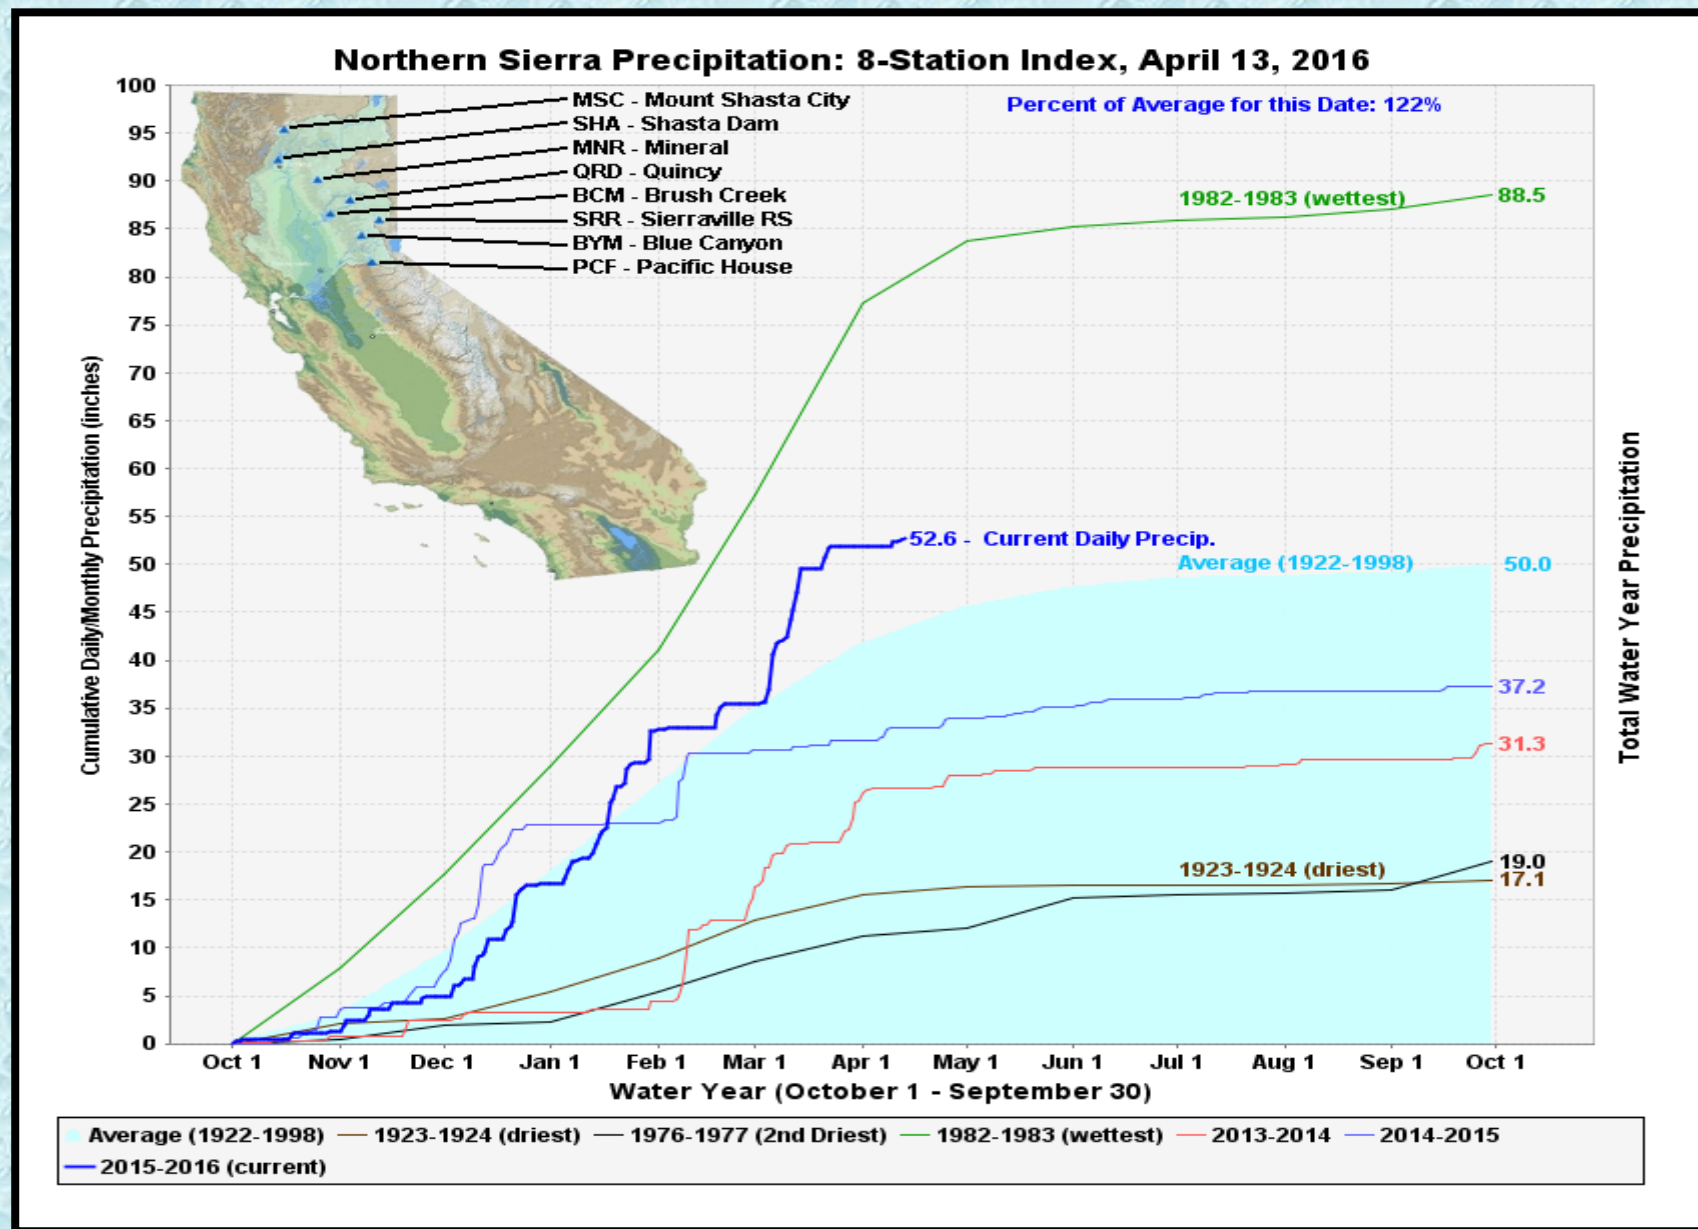 Northern Sierra Precipitation: 8-Station Index, April 13, 2016
Percent of Average for this Date: 122%
MSC - Mount Shasta City
SHA - Shasta Dam
MNR - Mineral
QRD - Quincy
BCM - Brush Creek
SRR - Sierraville RS
BYM - Blue Canyon
PCF - Pacific House
Cumulative Daily/Monthly Precipitation (inches)
100
95
90
85
80
75
70
65
60
55
50
45
40
35
30
25
20
15
10
5
0
1982-1983 (wettest)
88.5
52.6 - Current Daily Precip.
Average (1922-1998)
50.0
37.2
31.3
1923-1924 (driest)
19.0
17.1
Total Water Year Precipitation
Oct 1 Nov 1 Dec 1 Jan 1 Feb 1 Mar 1 Apr 1 May 1 Jun 1 Jul 1 Aug 1 Sep 1 Oct 1
Water Year (October 1 - September 30)
Average (1922-1998) 1923-1924 (driest) 1976-1977 (2nd Driest) 1982-1983 (wettest) 2013-2014 2014-2015
2015-2016 (current)